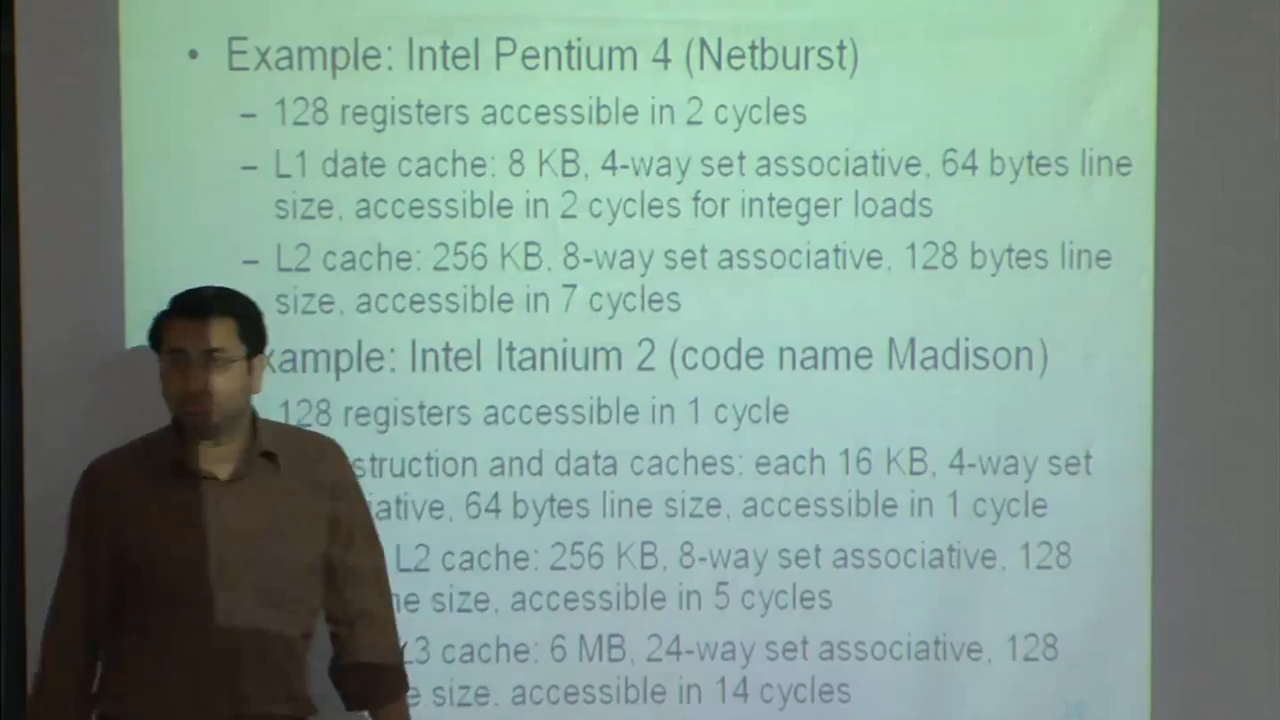 • Example: Intel Pentium 4 (Netburst)
– 128 registers accessible in 2 cycles
– L1 date cache: 8 KB, 4-way set associative, 64 bytes line
size, accessible in 2 cycles for integer loads
– L2 cache: 256 KB, 8-way set associative, 128 bytes line
size, accessible in 7 cycles
xample: Intel Itanium 2 (code name Madison)
128 registers accessible in 1 cycle
struction and data caches: each 16 KB, 4-way set
iative, 64 bytes line size, accessible in 1 cycle
L2 cache: 256 KB, 8-way set associative, 128
ne size, accessible in 5 cycles
L3 cache: 6 MB, 24-way set associative, 128
e size, accessible in 14 cycles